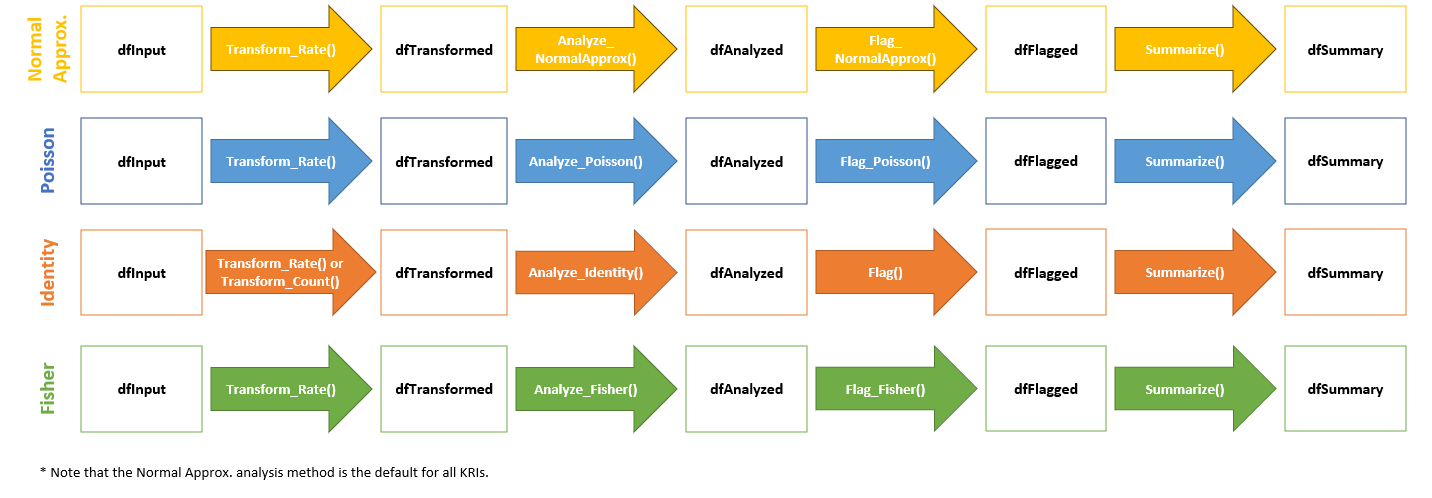 Normal
Approx.
dfInput
Transform_Rate()
dfTransformed
Analyze_
NormalApprox()
dfAnalyzed
Flag_
NormalApprox()
dfFlagged
Summarize()
dfSummary
Poisson
dfInput
Transform_Rate()
dfTransformed
Analyze_Poisson()
dfAnalyzed
Flag_Poisson()
dfFlagged
Summarize()
dfSummary
Identity
dfInput
Transform_Rate() or
Transform_Count()
dfTransformed
Analyze_Identity()
dfAnalyzed
Flag()
dfFlagged
Summarize()
dfSummary
Fisher
dfInput
Transform_Rate()
dfTransformed
Analyze_Fisher()
dfAnalyzed
Flag_Fisher()
dfFlagged
Summarize()
dfSummary
* Note that the Normal Approx. analysis method is the default for all KRIs.